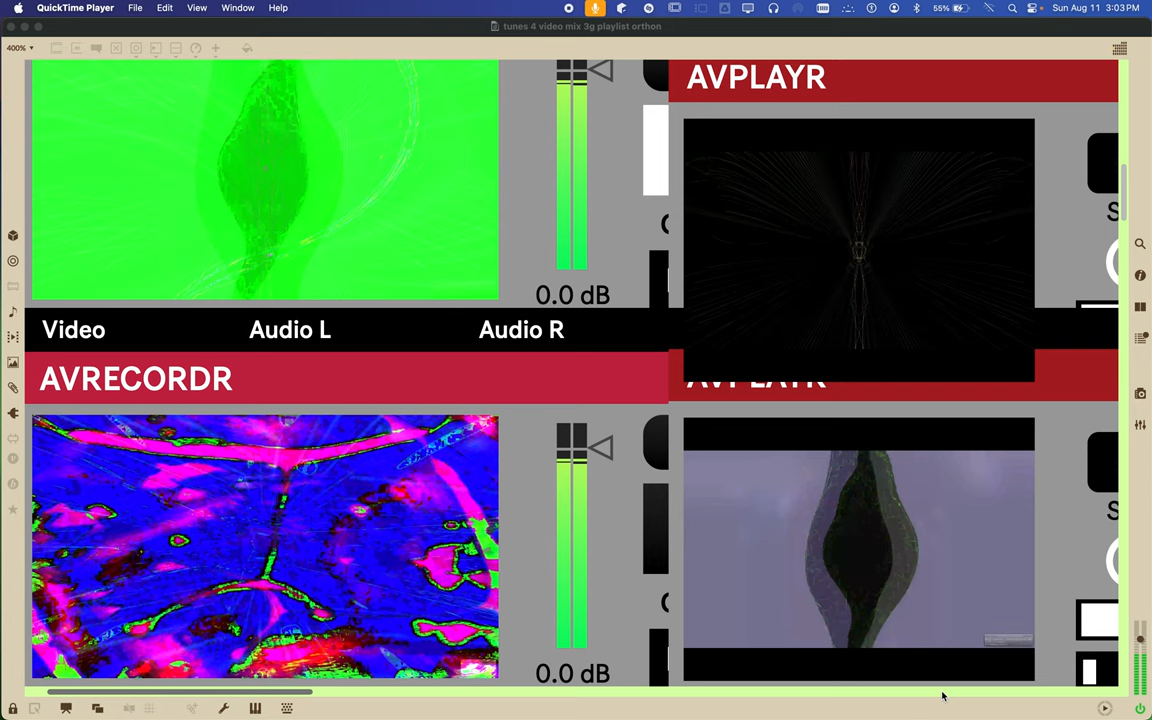 QuickTime Player File Edit View Window Help
55% Sun Aug 11 3:03 PM
tunes 4 video mix 3g playlist orthon
400%
AVPLAYR
0.0 dB
Video Audio L Audio R
AVRECORDR
AVPLAYR
0.0 dB